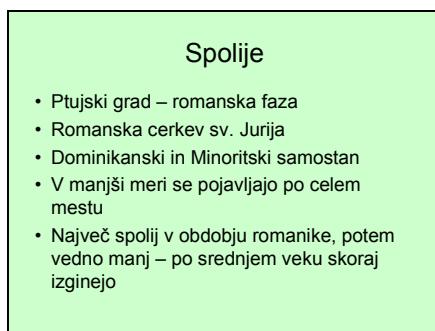 Spolije
• Ptujski grad – romanska faza
• Romanska cerkev sv. Jurija
• Dominikanski in Minoritski samostan
• V manjši meri se pojavljajo po celem
mestu
• Največ spolij v obdobju romanike, potem
vedno manj – po srednjem veku skoraj
izginejo